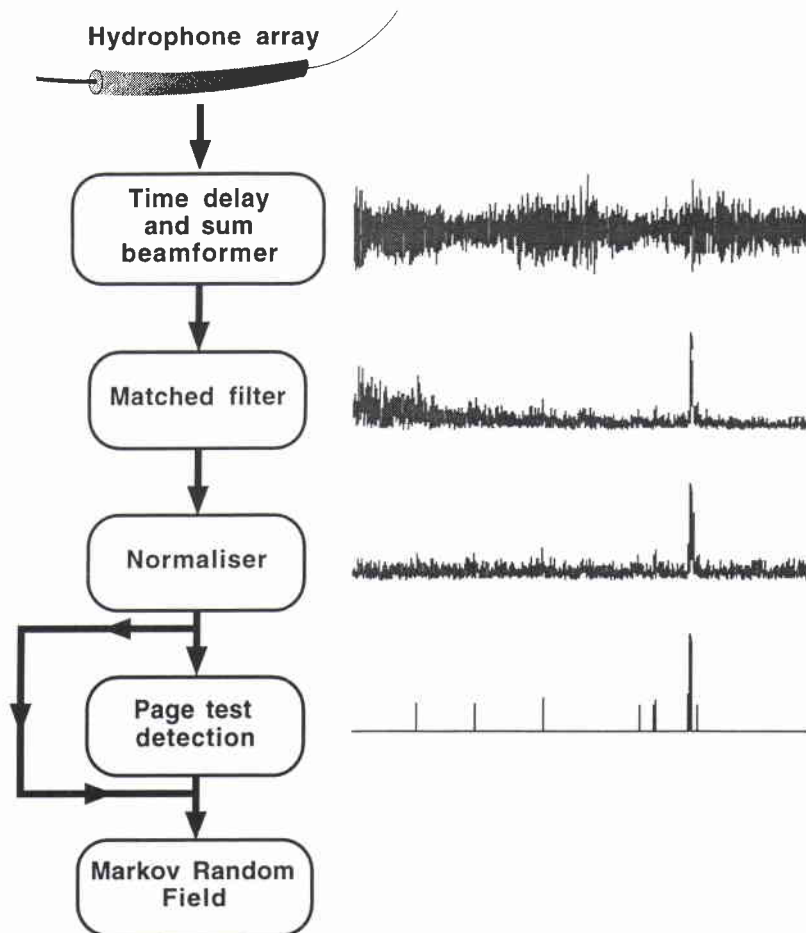 Hydrophone array
Time delay
and sum
beamformer
Matched filter
Normaliser
Page test
detection
Markov Random
Field